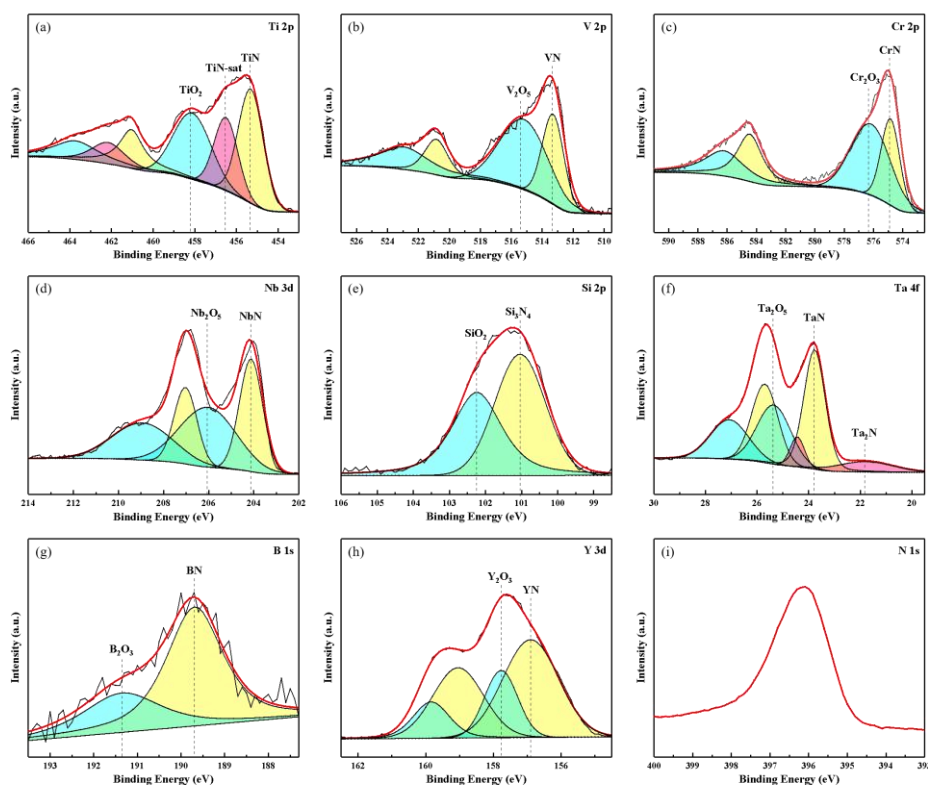 (a) Ti 2p
TiN
TiN-sat
TiO₂
Intensity (a.u.)
466 464 462 460 458 456 454
Binding Energy (eV)
(b) V 2p
VN
V₂O₅
Intensity (a.u.)
526 524 522 520 518 516 514 512 510
Binding Energy (eV)
(c) Cr 2p
CrN
Cr₂O₃
Intensity (a.u.)
590 588 586 584 582 580 578 576 574
Binding Energy (eV)
(d) Nb 3d
Nb₂O₅ NbN
Intensity (a.u.)
214 212 210 208 206 204 202
Binding Energy (eV)
(e) Si 2p
Si₃N₄
SiO₂
Intensity (a.u.)
106 105 104 103 102 101 100 99
Binding Energy (eV)
(f) Ta 4f
Ta₂O₅ TaN
Ta₂N
Intensity (a.u.)
30 28 26 24 22 20
Binding Energy (eV)
(g) B 1s
BN
B₂O₃
Intensity (a.u.)
193 192 191 190 189 188
Binding Energy (eV)
(h) Y 3d
Y₂O₃
YN
Intensity (a.u.)
162 160 158 156
Binding Energy (eV)
(i) N 1s
Intensity (a.u.)
400 399 398 397 396 395 394 393
Binding Energy (eV)